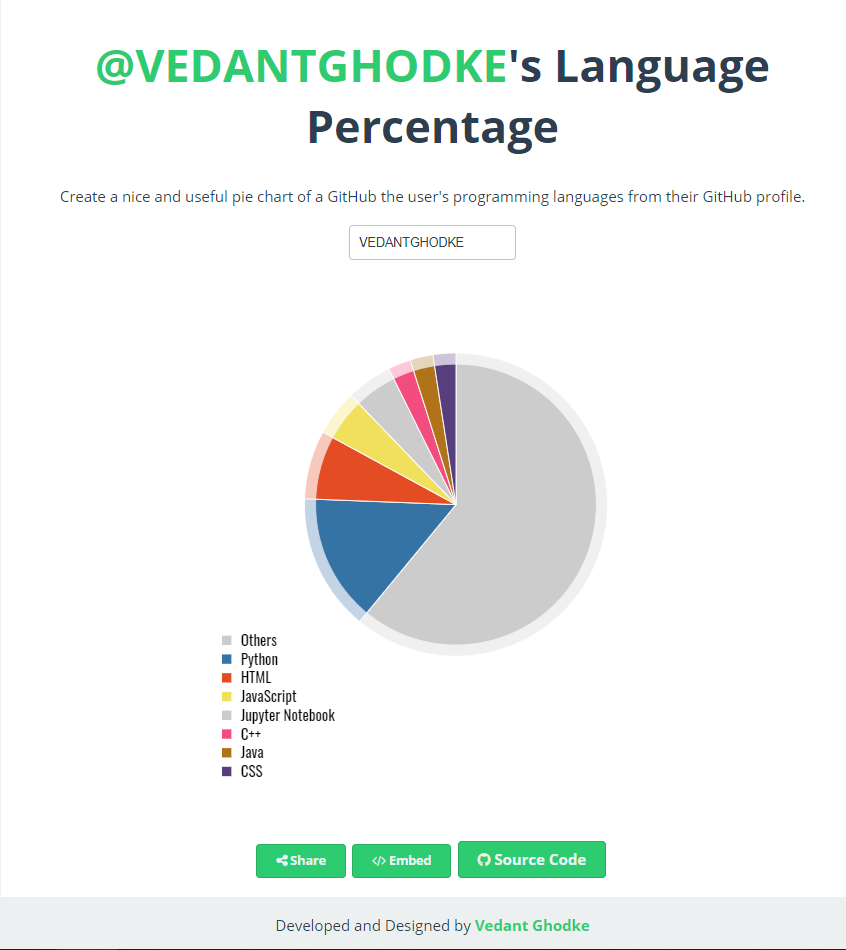 @VEDANTGHODKE's Language
Percentage
Create a nice and useful pie chart of a GitHub the user's programming languages from their GitHub profile.
VEDANTGHODKE
Others
Python
HTML
JavaScript
Jupyter Notebook
C++
Java
CSS
Share
</> Embed
Source Code
Developed and Designed by Vedant Ghodke